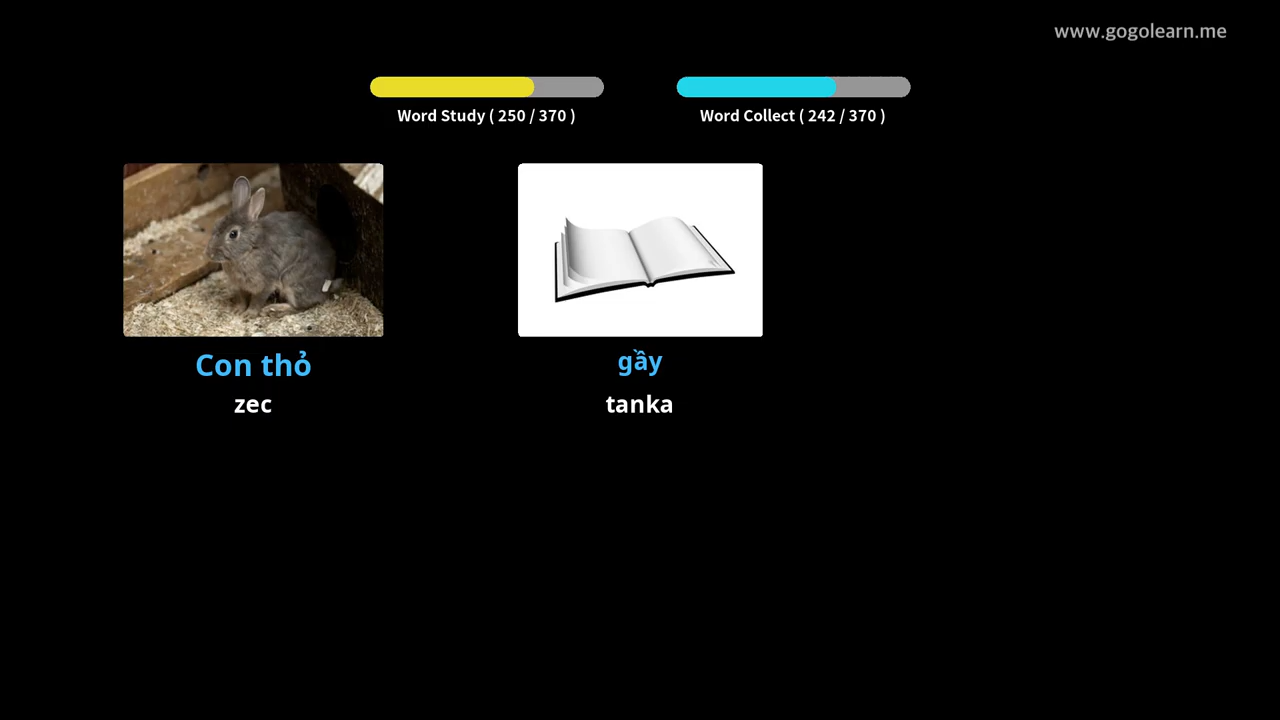 www.gogolearn.me
Word Study ( 250 / 370 )
Word Collect ( 242 / 370 )
Con thỏ
zec
gầy
tanka